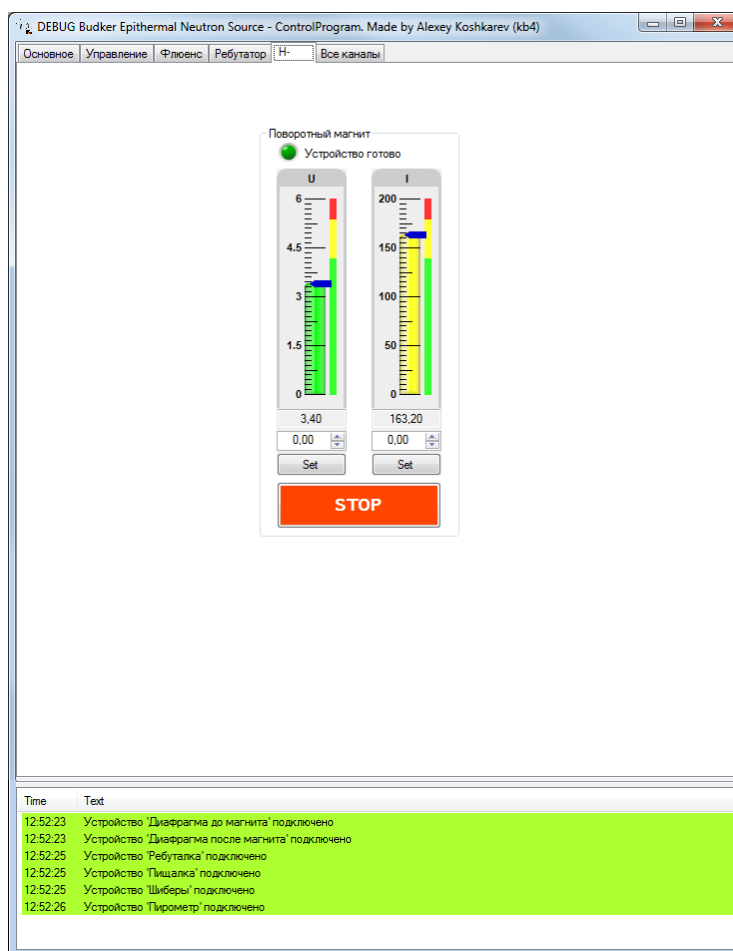 DEBUG Budker Epithermal Neutron Source - ControlProgram. Made by Alexey Koshkarev (kb4)
Основное Управление Флюенс Ребутатор H- Все каналы
Поворотный магнит
Устройство готово
U I
6 200
4.5 150
3 100
1.5 50
0 0
3,40 163,20
0,00 0,00
Set Set
STOP
Time Text
12:52:23 Устройство 'Диафрагма до магнита' подключено
12:52:23 Устройство 'Диафрагма после магнита' подключено
12:52:25 Устройство 'Ребуталка' подключено
12:52:25 Устройство 'Пищалка' подключено
12:52:25 Устройство 'Шиберы' подключено
12:52:26 Устройство 'Пирометр' подключено